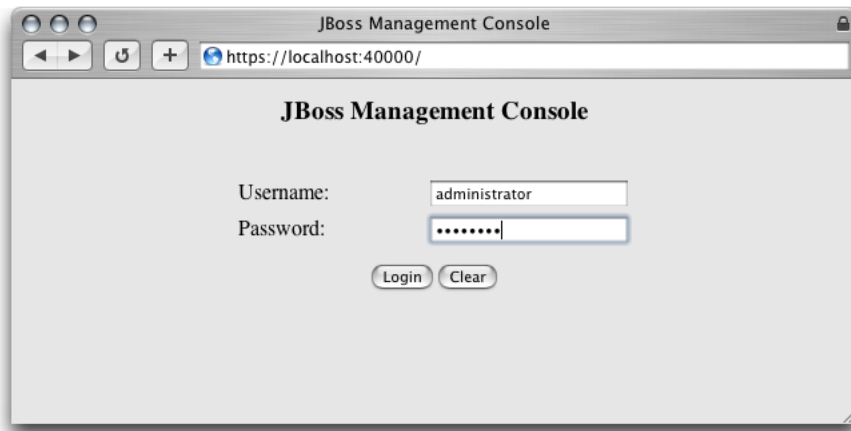 JBoss Management Console
https://localhost:40000/
JBoss Management Console
Username: administrator
Password: ••••••••
Login Clear